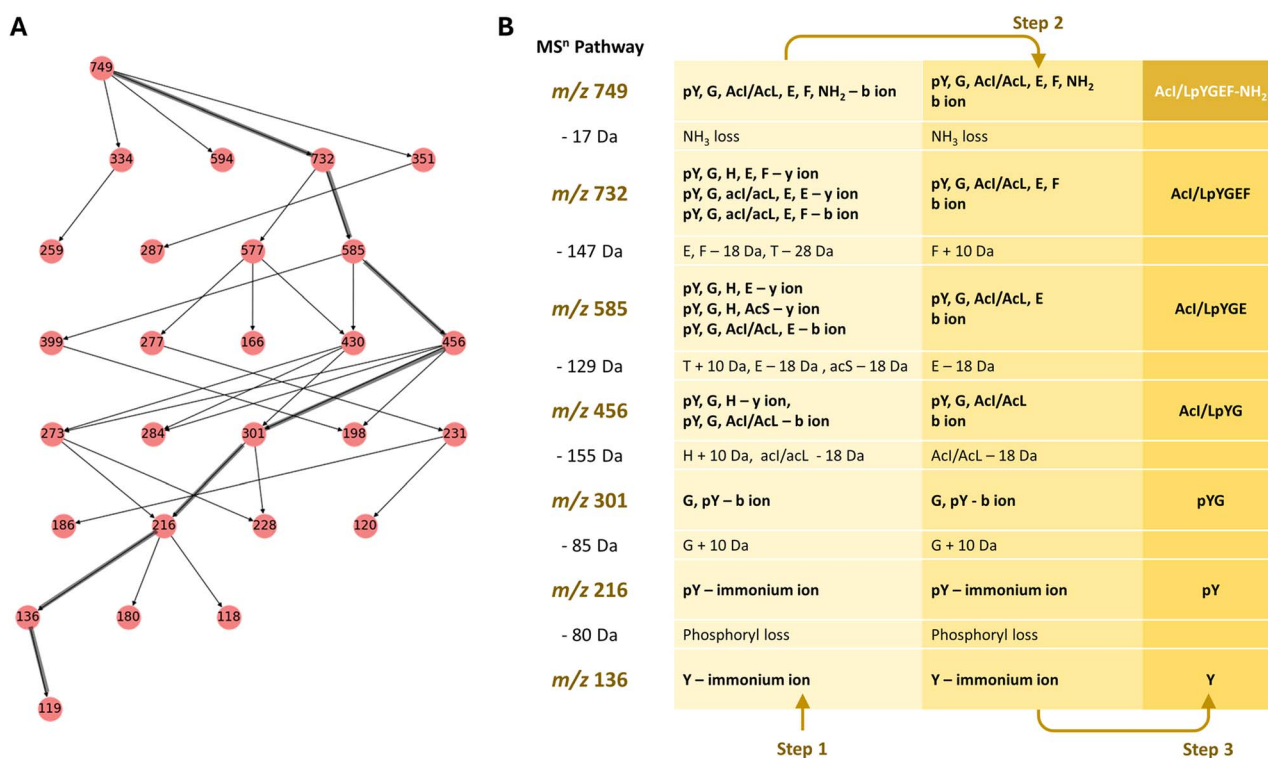 A
749
334
594
732
351
259
287
577
585
399
277
166
430
456
273
284
301
198
231
186
216
228
120
136
180
118
119
B
Step 2
MSⁿ Pathway
m/z 749
pY, G, AcI/AcL, E, F, NH₂ – b ion
pY, G, AcI/AcL, E, F, NH₂
b ion
AcI/LpYGEF-NH₂
- 17 Da
NH₃ loss
NH₃ loss
m/z 732
pY, G, H, E, F – y ion
pY, G, acI/acL, E, E – y ion
pY, G, acI/acL, E, F – b ion
pY, G, AcI/AcL, E, F
b ion
AcI/LpYGEF
- 147 Da
E, F – 18 Da, T – 28 Da
F + 10 Da
m/z 585
pY, G, H, E – y ion
pY, G, H, AcS – y ion
pY, G, AcI/AcL, E – b ion
pY, G, AcI/AcL, E
b ion
AcI/LpYGE
- 129 Da
T + 10 Da, E – 18 Da , acS – 18 Da
E – 18 Da
m/z 456
pY, G, H – y ion,
pY, G, AcI/AcL – b ion
pY, G, AcI/AcL
b ion
AcI/LpYG
- 155 Da
H + 10 Da, acI/acL - 18 Da
AcI/AcL – 18 Da
m/z 301
G, pY – b ion
G, pY - b ion
pYG
- 85 Da
G + 10 Da
G + 10 Da
m/z 216
pY – immonium ion
pY – immonium ion
pY
- 80 Da
Phosphoryl loss
Phosphoryl loss
m/z 136
Y – immonium ion
Y – immonium ion
Y
Step 1
Step 3